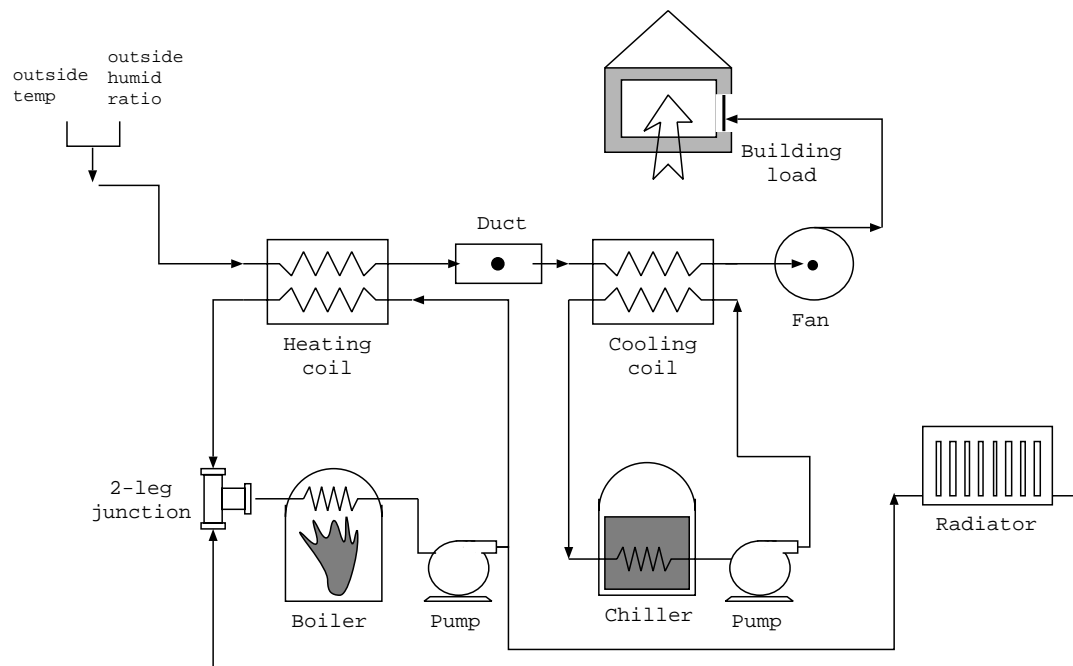 outside
temp
outside
humid
ratio
Building
load
Duct
Heating
coil
Cooling
coil
Fan
2-leg
junction
Radiator
Boiler
Pump
Chiller
Pump